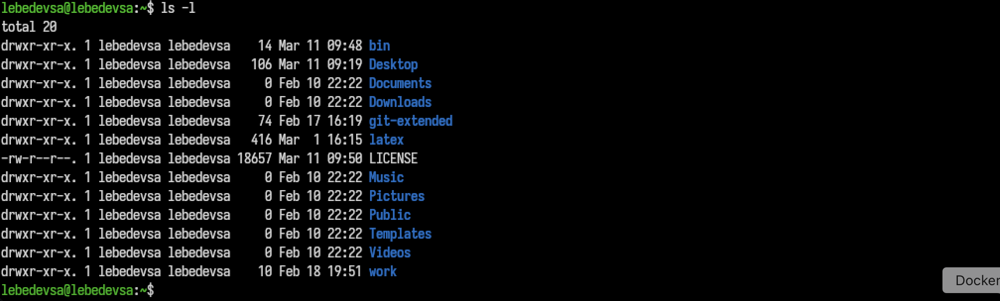 lebedevsa@lebedevsa:~$ ls -l
total 20
drwxr-xr-x. 1 lebedevsa lebedevsa    14 Mar 11 09:48 bin
drwxr-xr-x. 1 lebedevsa lebedevsa   106 Mar 11 09:19 Desktop
drwxr-xr-x. 1 lebedevsa lebedevsa     0 Feb 10 22:22 Documents
drwxr-xr-x. 1 lebedevsa lebedevsa     0 Feb 10 22:22 Downloads
drwxr-xr-x. 1 lebedevsa lebedevsa    74 Feb 17 16:19 git-extended
drwxr-xr-x. 1 lebedevsa lebedevsa   416 Mar  1 16:15 latex
-rw-r--r--. 1 lebedevsa lebedevsa 18657 Mar 11 09:50 LICENSE
drwxr-xr-x. 1 lebedevsa lebedevsa     0 Feb 10 22:22 Music
drwxr-xr-x. 1 lebedevsa lebedevsa     0 Feb 10 22:22 Pictures
drwxr-xr-x. 1 lebedevsa lebedevsa     0 Feb 10 22:22 Public
drwxr-xr-x. 1 lebedevsa lebedevsa     0 Feb 10 22:22 Templates
drwxr-xr-x. 1 lebedevsa lebedevsa     0 Feb 10 22:22 Videos
drwxr-xr-x. 1 lebedevsa lebedevsa    10 Feb 18 19:51 work
lebedevsa@lebedevsa:~$
Docker